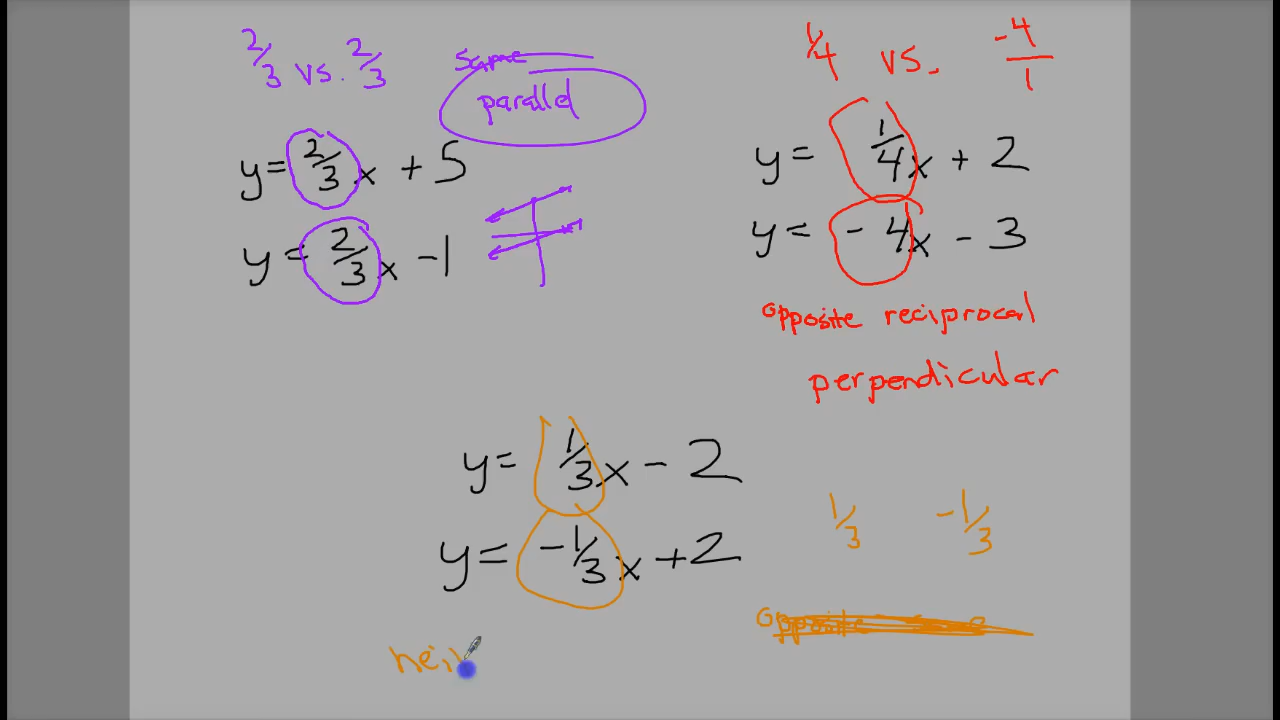 2/3 vs. 2/3
same
parallel
y = 2/3 x + 5
y = 2/3 x - 1
1/4 vs. -4/1
y = 1/4 x + 2
y = - 4x - 3
opposite reciprocal
perpendicular
y = 1/3 x - 2
y = - 1/3 x + 2
1/3 - 1/3
opposite